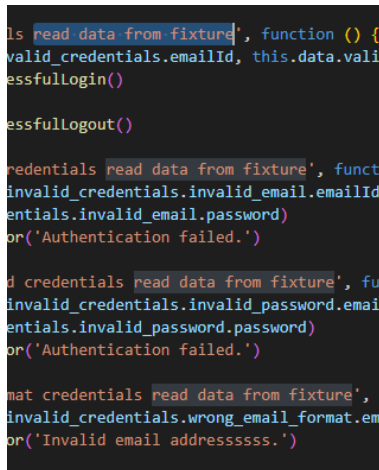 ls read data from fixture', function () {
valid_credentials.emailId, this.data.vali
essfulLogin()
essfulLogout()
redentials read data from fixture', funct
invalid_credentials.invalid_email.emailId
entials.invalid_email.password)
or('Authentication failed.')
d credentials read data from fixture', fu
invalid_credentials.invalid_password.emai
entials.invalid_password.password)
or('Authentication failed.')
mat credentials read data from fixture',
invalid_credentials.wrong_email_format.em
or('Invalid email addressssss.')